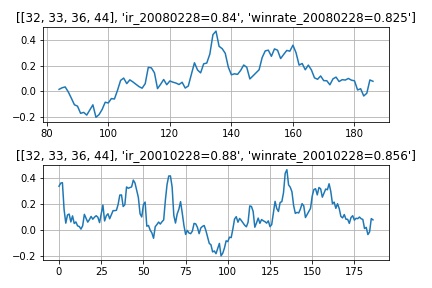 [[32, 33, 36, 44], 'ir_20080228=0.84', 'winrate_20080228=0.825']
0.4
0.2
0.0
−0.2
80 100 120 140 160 180
[[32, 33, 36, 44], 'ir_20010228=0.88', 'winrate_20010228=0.856']
0.4
0.2
0.0
−0.2
0 25 50 75 100 125 150 175